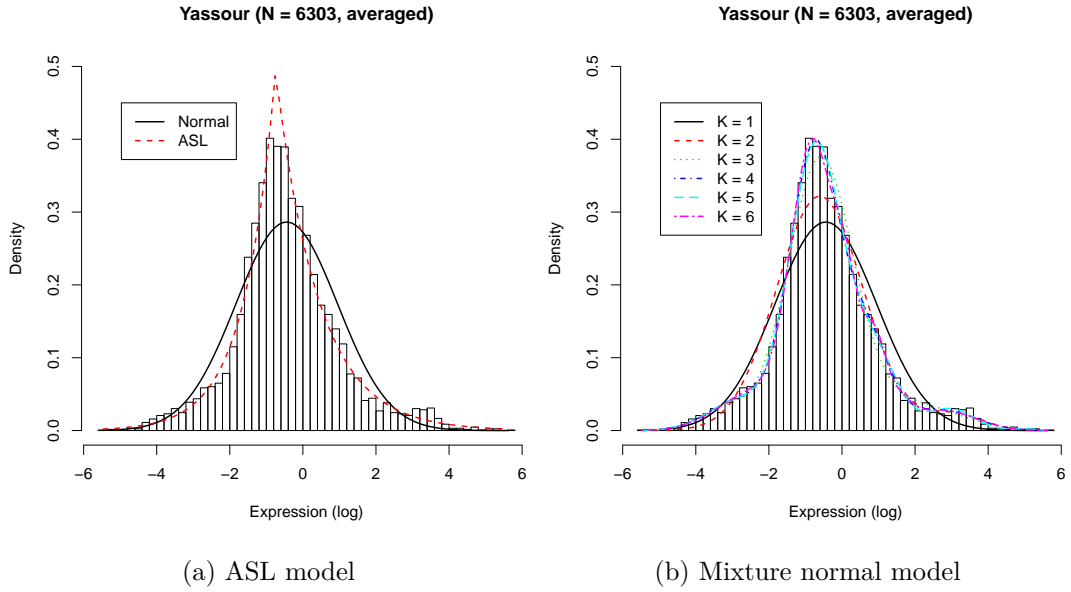 Yassour (N = 6303, averaged)
Density
0.0 0.1 0.2 0.3 0.4 0.5
Normal
ASL
−6 −4 −2 0 2 4 6
Expression (log)
(a) ASL model
Yassour (N = 6303, averaged)
Density
0.0 0.1 0.2 0.3 0.4 0.5
K = 1
K = 2
K = 3
K = 4
K = 5
K = 6
−6 −4 −2 0 2 4 6
Expression (log)
(b) Mixture normal model